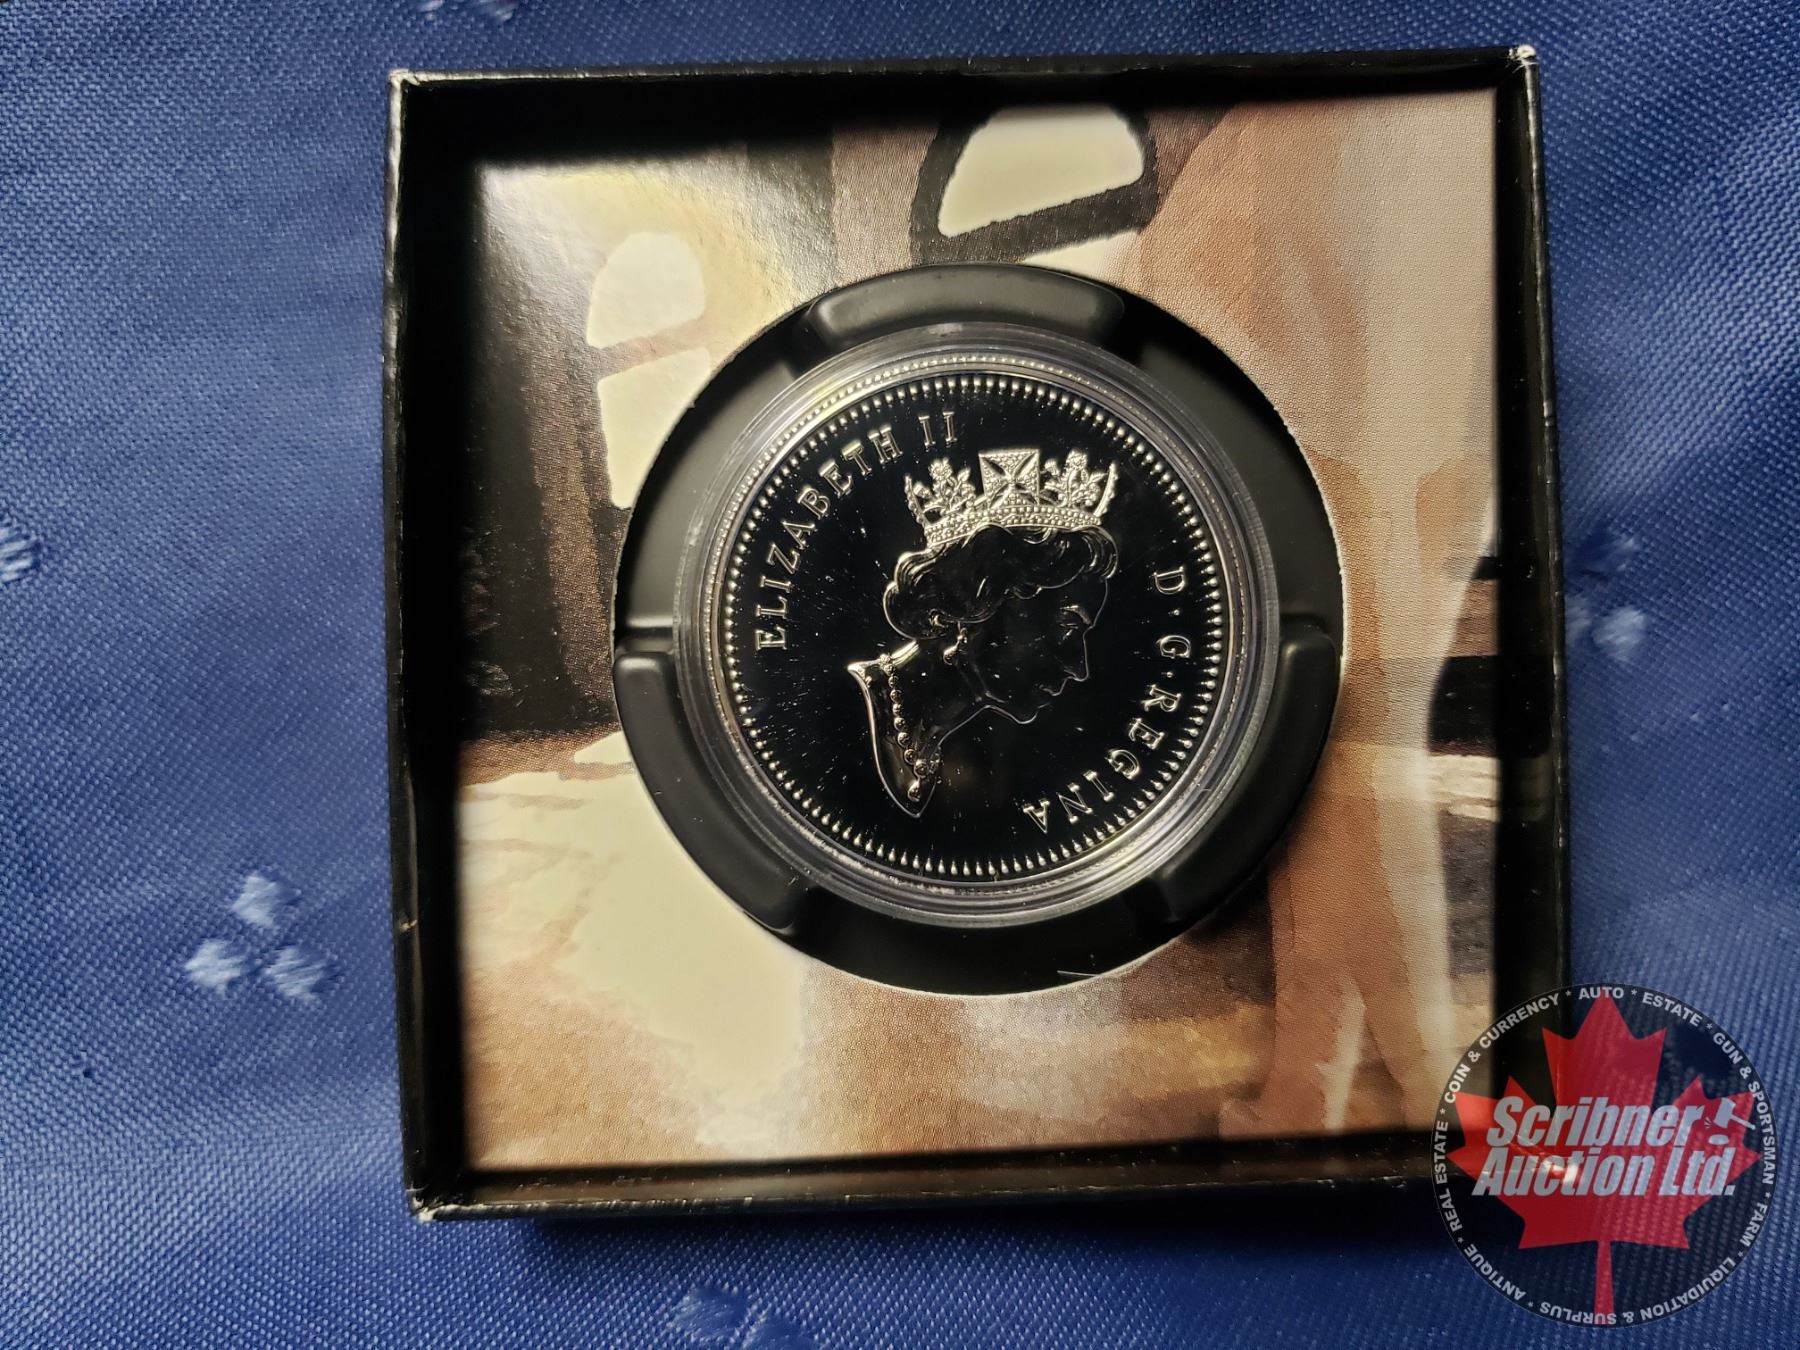 ELIZABETH II
D·G·REGINA
Scribner
Auction Ltd.
COIN & CURRENCY * AUTO * ESTATE * GUN & SPORTSMAN * FARM * LIQUIDATION & SURPLUS * ANTIQUE * REAL ESTATE *